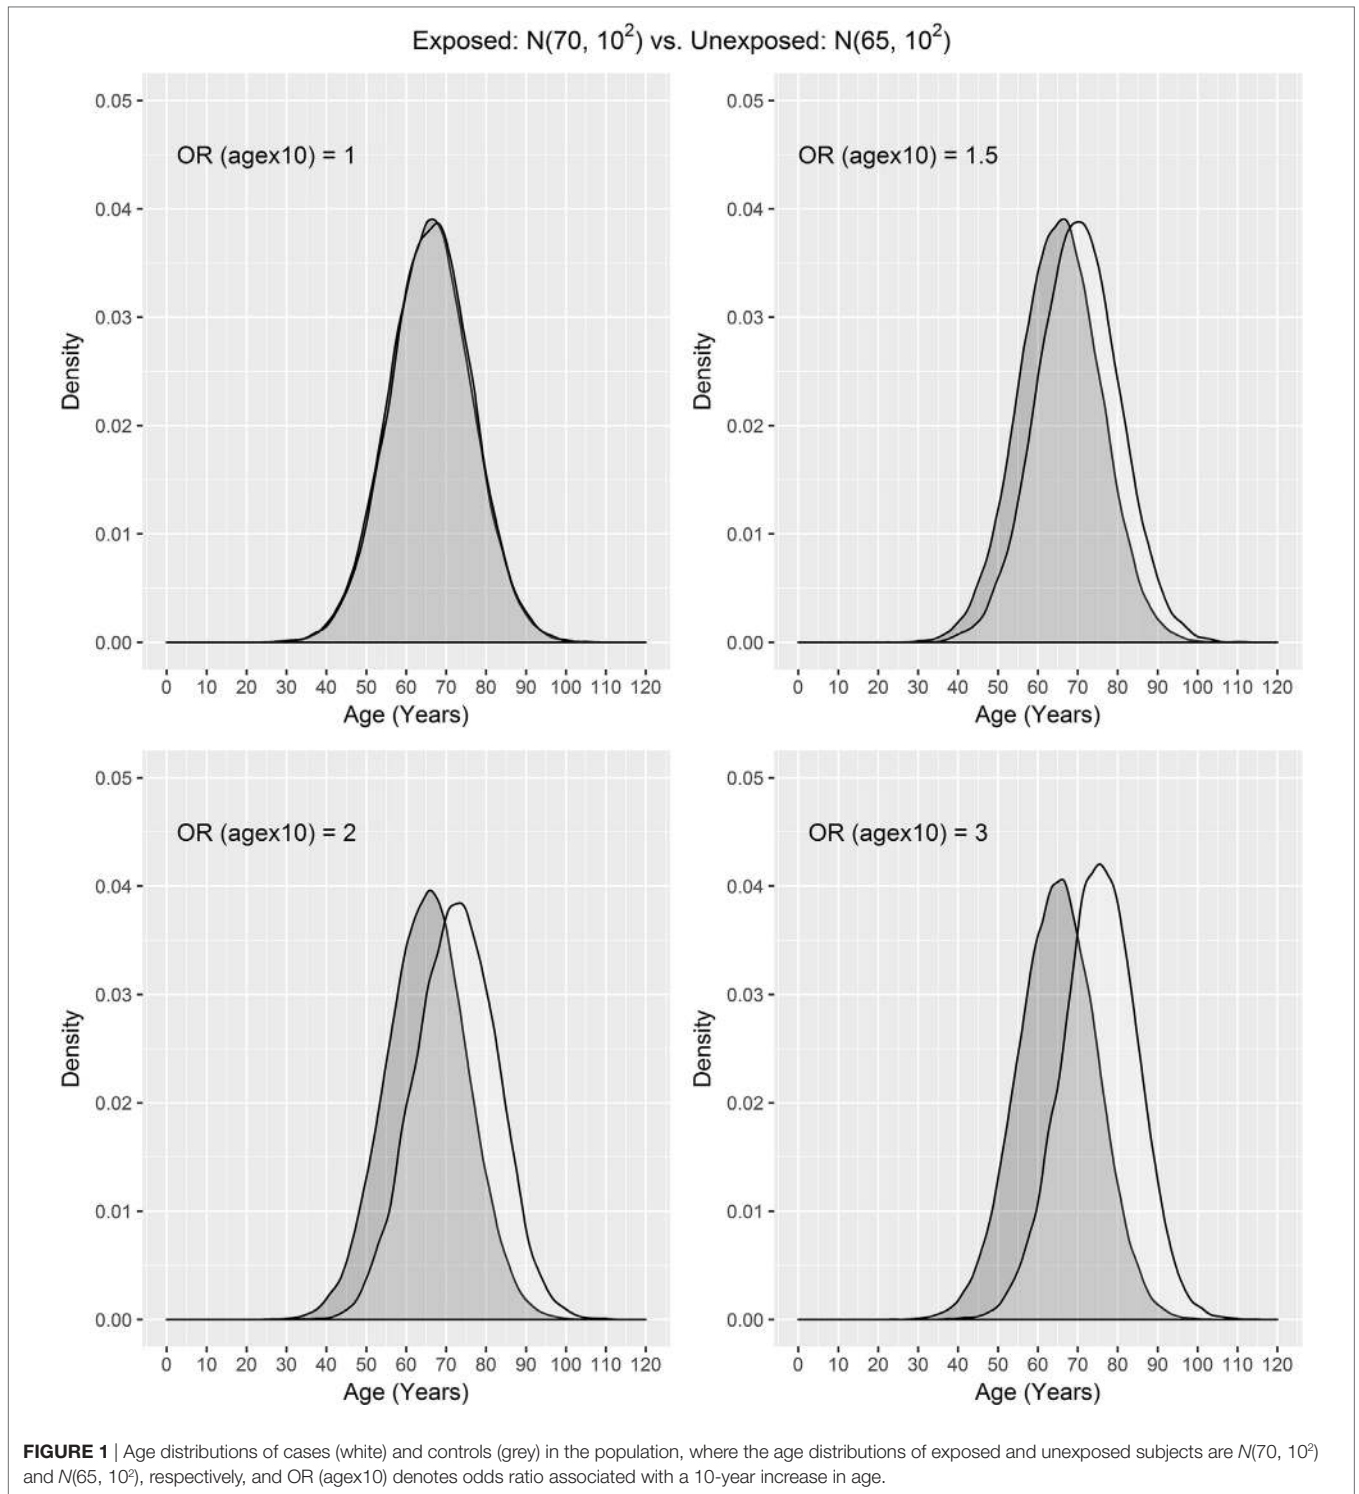 Exposed: N(70, 10²) vs. Unexposed: N(65, 10²)
OR (agex10) = 1
0.05
0.04
0.03
0.02
0.01
0.00
Density
0 10 20 30 40 50 60 70 80 90 100 110 120
Age (Years)
OR (agex10) = 1.5
0.05
0.04
0.03
0.02
0.01
0.00
Density
0 10 20 30 40 50 60 70 80 90 100 110 120
Age (Years)
OR (agex10) = 2
0.05
0.04
0.03
0.02
0.01
0.00
Density
0 10 20 30 40 50 60 70 80 90 100 110 120
Age (Years)
OR (agex10) = 3
0.05
0.04
0.03
0.02
0.01
0.00
Density
0 10 20 30 40 50 60 70 80 90 100 110 120
Age (Years)
FIGURE 1 | Age distributions of cases (white) and controls (grey) in the population, where the age distributions of exposed and unexposed subjects are N(70, 10²)
and N(65, 10²), respectively, and OR (agex10) denotes odds ratio associated with a 10-year increase in age.